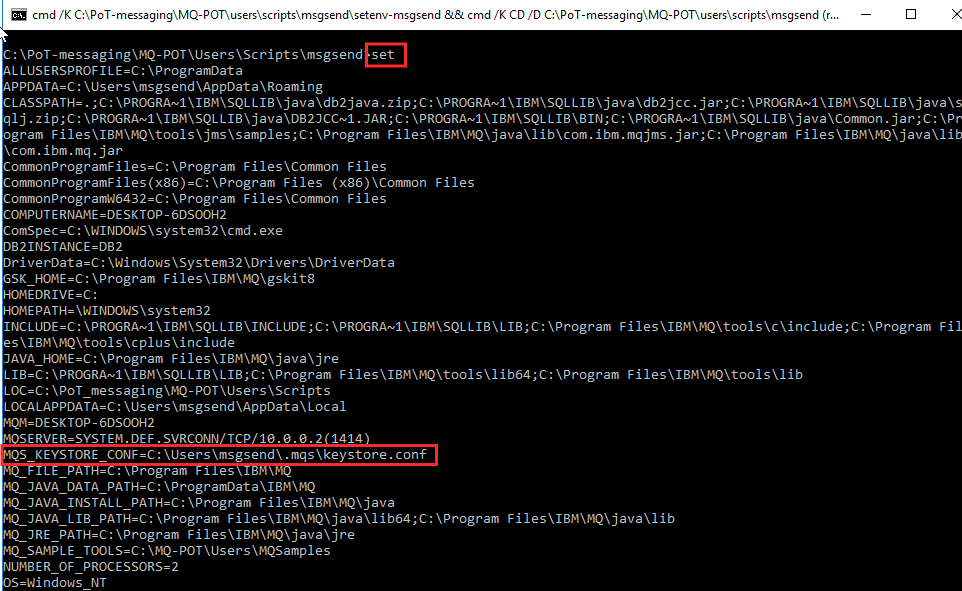 cmd /K C:\PoT-messaging\MQ-POT\users\scripts\msgsend\setenv-msgsend && cmd /K CD /D C:\PoT-messaging\MQ-POT\users\scripts\msgsend (r...
C:\PoT-messaging\MQ-POT\Users\Scripts\msgsend>set
ALLUSERSPROFILE=C:\ProgramData
APPDATA=C:\Users\msgsend\AppData\Roaming
CLASSPATH=.;C:\PROGRA~1\IBM\SQLLIB\java\db2java.zip;C:\PROGRA~1\IBM\SQLLIB\java\db2jcc.jar;C:\PROGRA~1\IBM\SQLLIB\java\s
qlj.zip;C:\PROGRA~1\IBM\SQLLIB\java\DB2JCC~1.JAR;C:\PROGRA~1\IBM\SQLLIB\BIN;C:\PROGRA~1\IBM\SQLLIB\java\Common.jar;C:\Pr
ogram Files\IBM\MQ\tools\jms\samples;C:\Program Files\IBM\MQ\java\lib\com.ibm.mqjms.jar;C:\Program Files\IBM\MQ\java\lib
\com.ibm.mq.jar
CommonProgramFiles=C:\Program Files\Common Files
CommonProgramFiles(x86)=C:\Program Files (x86)\Common Files
CommonProgramW6432=C:\Program Files\Common Files
COMPUTERNAME=DESKTOP-6DSOOH2
ComSpec=C:\WINDOWS\system32\cmd.exe
DB2INSTANCE=DB2
DriverData=C:\Windows\System32\Drivers\DriverData
GSK_HOME=C:\Program Files\IBM\MQ\gskit8
HOMEDRIVE=C:
HOMEPATH=\WINDOWS\system32
INCLUDE=C:\PROGRA~1\IBM\SQLLIB\INCLUDE;C:\PROGRA~1\IBM\SQLLIB\LIB;C:\Program Files\IBM\MQ\tools\c\include;C:\Program Fil
es\IBM\MQ\tools\cplus\include
JAVA_HOME=C:\Program Files\IBM\MQ\java\jre
LIB=C:\PROGRA~1\IBM\SQLLIB\LIB;C:\Program Files\IBM\MQ\tools\lib64;C:\Program Files\IBM\MQ\tools\lib
LOC=C:\PoT_messaging\MQ-POT\Users\Scripts
LOCALAPPDATA=C:\Users\msgsend\AppData\Local
MQM=DESKTOP-6DSOOH2
MQSERVER=SYSTEM.DEF.SVRCONN/TCP/10.0.0.2(1414)
MQS_KEYSTORE_CONF=C:\Users\msgsend\.mqs\keystore.conf
MQ_FILE_PATH=C:\Program Files\IBM\MQ
MQ_JAVA_DATA_PATH=C:\ProgramData\IBM\MQ
MQ_JAVA_INSTALL_PATH=C:\Program Files\IBM\MQ\java
MQ_JAVA_LIB_PATH=C:\Program Files\IBM\MQ\java\lib64;C:\Program Files\IBM\MQ\java\lib
MQ_JRE_PATH=C:\Program Files\IBM\MQ\java\jre
MQ_SAMPLE_TOOLS=C:\MQ-POT\Users\MQSamples
NUMBER_OF_PROCESSORS=2
OS=Windows_NT